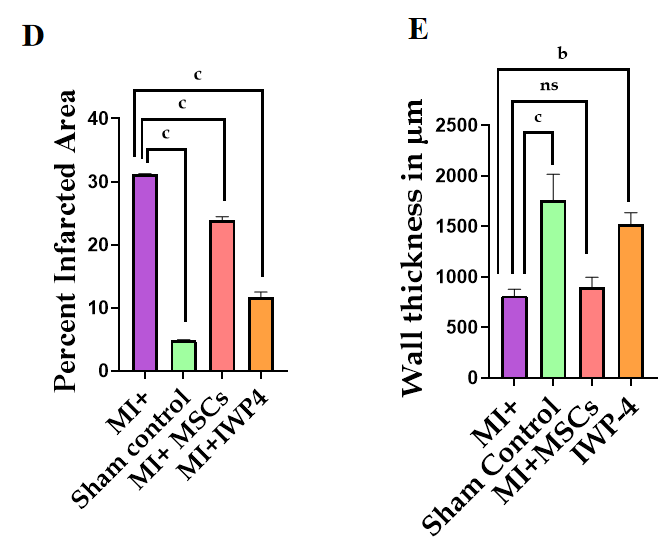 D
Percent Infarcted Area
40
30
20
10
0
c
c
c
MI+
Sham control
MI+ MSCs
MI+IWP4
E
Wall thickness in μm
2500
2000
1500
1000
500
0
b
ns
c
MI+
Sham Control
MI+MSCs
IWP-4